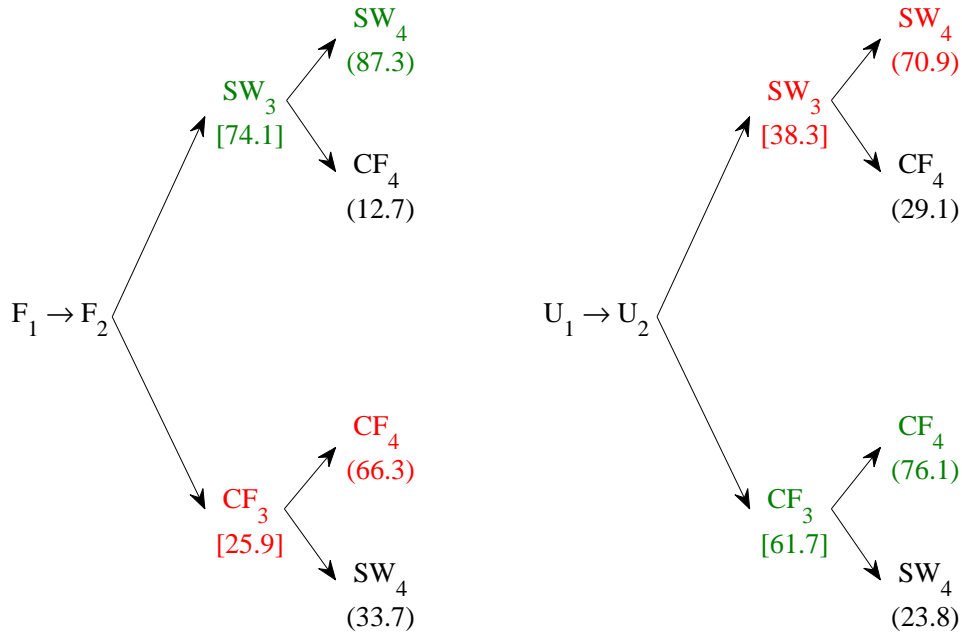 SW₄
(87.3)
SW₃
[74.1]
CF₄
(12.7)
F₁ → F₂
CF₄
(66.3)
CF₃
[25.9]
SW₄
(33.7)
SW₄
(70.9)
SW₃
[38.3]
CF₄
(29.1)
U₁ → U₂
CF₄
(76.1)
CF₃
[61.7]
SW₄
(23.8)